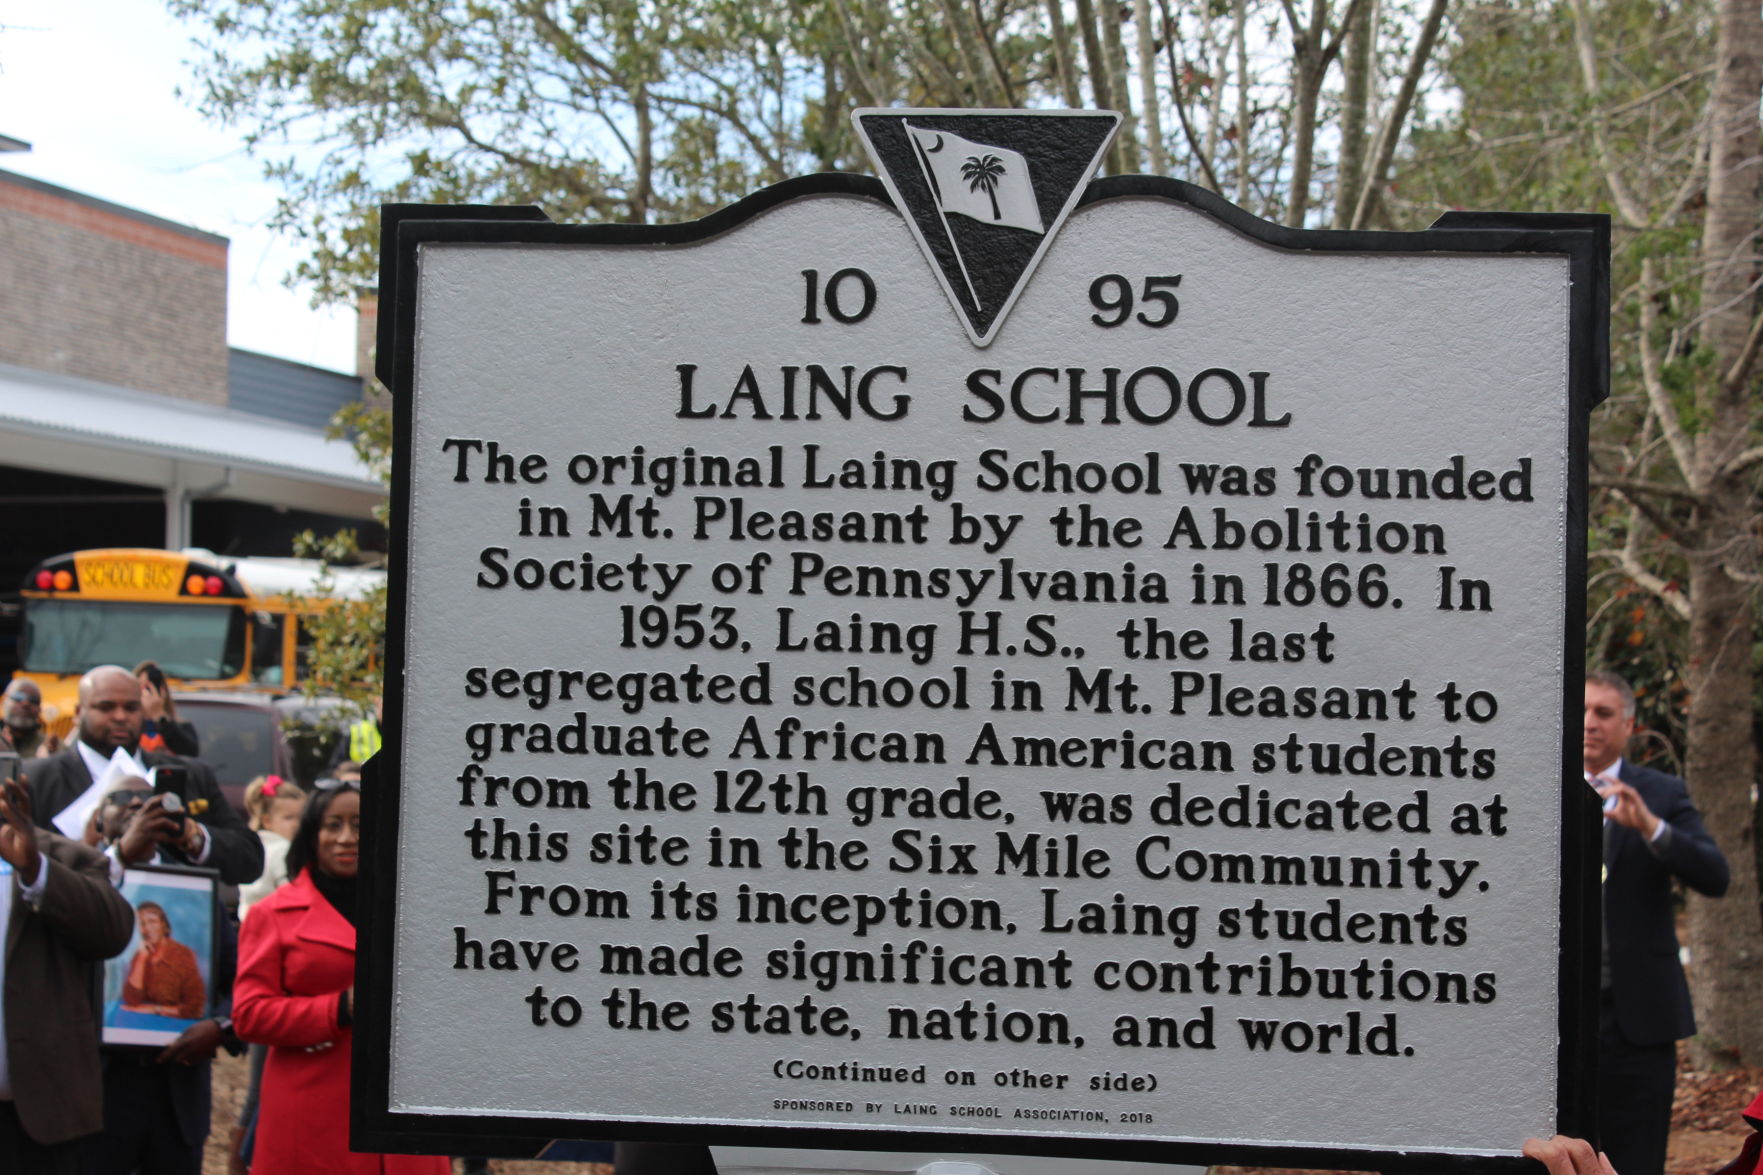 10 95
LAING SCHOOL
The original Laing School was founded
in Mt. Pleasant by the Abolition
Society of Pennsylvania in 1866. In
1953, Laing H.S., the last
segregated school in Mt. Pleasant to
graduate African American students
from the 12th grade, was dedicated at
this site in the Six Mile Community.
From its inception, Laing students
have made significant contributions
to the state, nation, and world.
(Continued on other side)
SPONSORED BY LAING SCHOOL ASSOCIATION, 2018
SCHOOL BUS